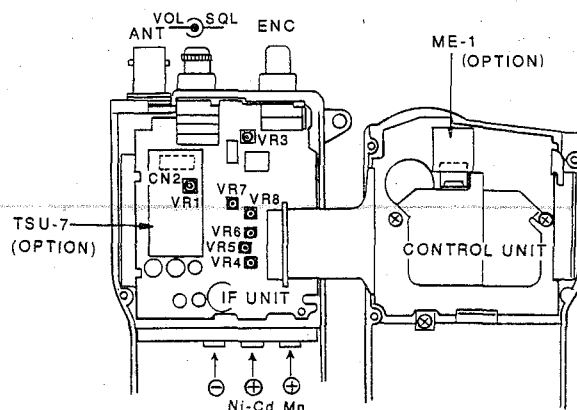 VOL SQL
ANT
ENC
ME-1
(OPTION)
VR3
CN2
VR1
VR7
VR8
VR6
VR5
VR4
TSU-7
(OPTION)
CONTROL UNIT
IF UNIT
⊖ ⊕ ⊕
Ni-Cd Mn